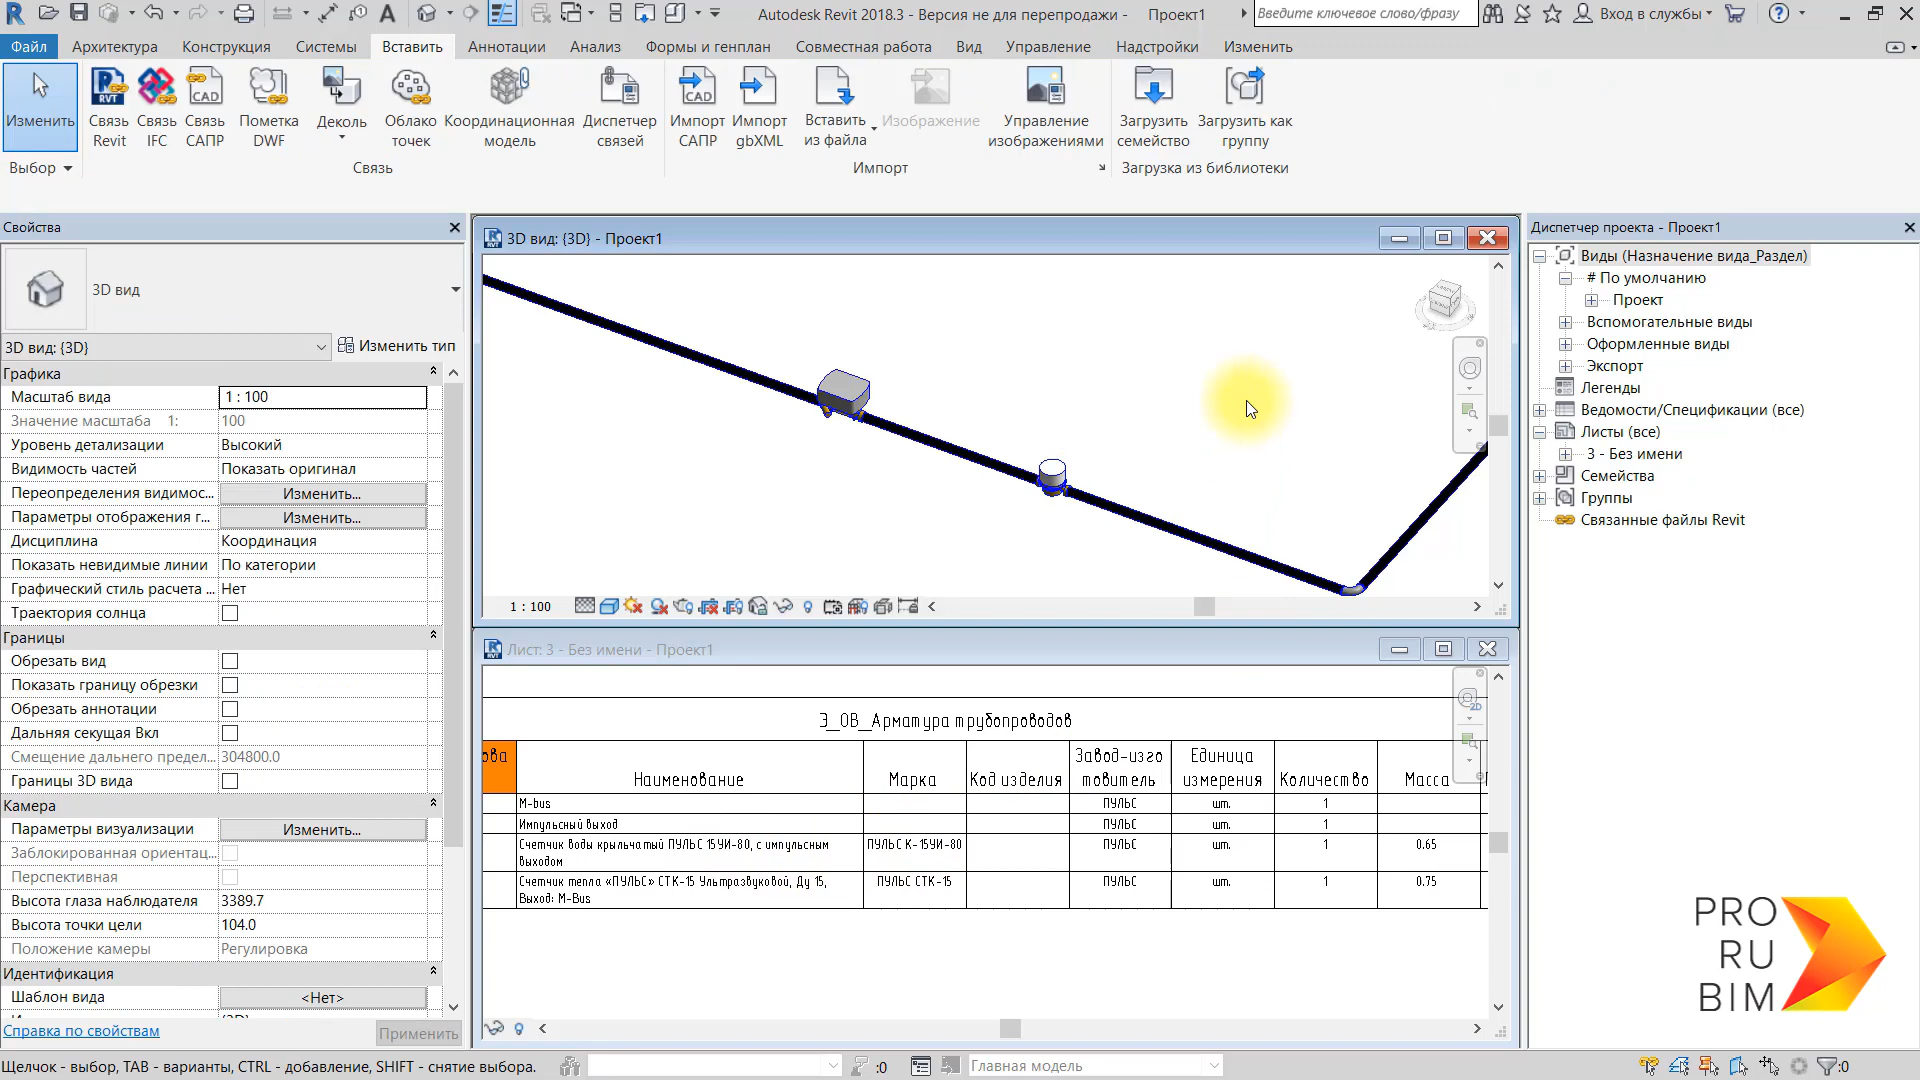 Autodesk Revit 2018.3 - Версия не для перепродажи - Проект1
Введите ключевое слово/фразу
Вход в службы
Файл Архитектура Конструкция Системы Вставить Аннотации Анализ Формы и генплан Совместная работа Вид Управление Надстройки Изменить
Изменить
Связь Revit
Связь IFC
Связь САПР
Пометка DWF
Деколь
Облако точек
Координационная модель
Диспетчер связей
Импорт САПР
Импорт gbXML
Вставить из файла
Изображение
Управление изображениями
Загрузить семейство
Загрузить как группу
Выбор Связь Импорт Загрузка из библиотеки
Свойства
3D вид
3D вид: {3D} Изменить тип
Графика
Масштаб вида 1 : 100
Значение масштаба 1: 100
Уровень детализации Высокий
Видимость частей Показать оригинал
Переопределения видимос... Изменить...
Параметры отображения г... Изменить...
Дисциплина Координация
Показать невидимые линии По категории
Графический стиль расчета ... Нет
Траектория солнца
Границы
Обрезать вид
Показать границу обрезки
Обрезать аннотации
Дальняя секущая Вкл
Смещение дальнего предел... 304800.0
Границы 3D вида
Камера
Параметры визуализации Изменить...
Заблокированная ориентац...
Перспективная
Высота глаза наблюдателя 3389.7
Высота точки цели 104.0
Положение камеры Регулировка
Идентификация
Шаблон вида <Нет>
Справка по свойствам Применить
3D вид: {3D} - Проект1
1 : 100
Лист: 3 - Без имени - Проект1
Э_ОВ_Арматура трубопроводов
ова Наименование Марка Код изделия Завод-изго товитель Единица измерения Количество Масса
M-bus ПУЛЬС шт. 1
Импульсный выход ПУЛЬС шт. 1
Счетчик воды крыльчатый ПУЛЬС 15УИ-80, с импульсным выходом ПУЛЬС К-15УИ-80 ПУЛЬС шт. 1 0.65
Счетчик тепла «ПУЛЬС» СТК-15 Ультразвуковой, Ду 15, Выход: M-Bus ПУЛЬС СТК-15 ПУЛЬС шт. 1 0.75
Диспетчер проекта - Проект1
Виды (Назначение вида_Раздел)
# По умолчанию
Проект
Вспомогательные виды
Оформленные виды
Экспорт
Легенды
Ведомости/Спецификации (все)
Листы (все)
3 - Без имени
Семейства
Группы
Связанные файлы Revit
PRO
RU
BIM
Щелчок - выбор, TAB - варианты, CTRL - добавление, SHIFT - снятие выбора.
:0
Главная модель
:0